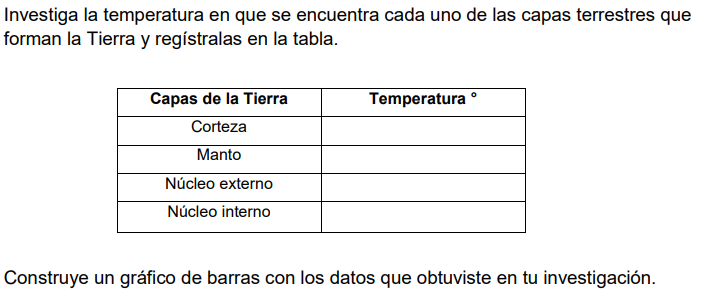 Investiga la temperatura en que se encuentra cada uno de las capas terrestres que
forman la Tierra y regístralas en la tabla.
Capas de la Tierra Temperatura °
Corteza
Manto
Núcleo externo
Núcleo interno
Construye un gráfico de barras con los datos que obtuviste en tu investigación.